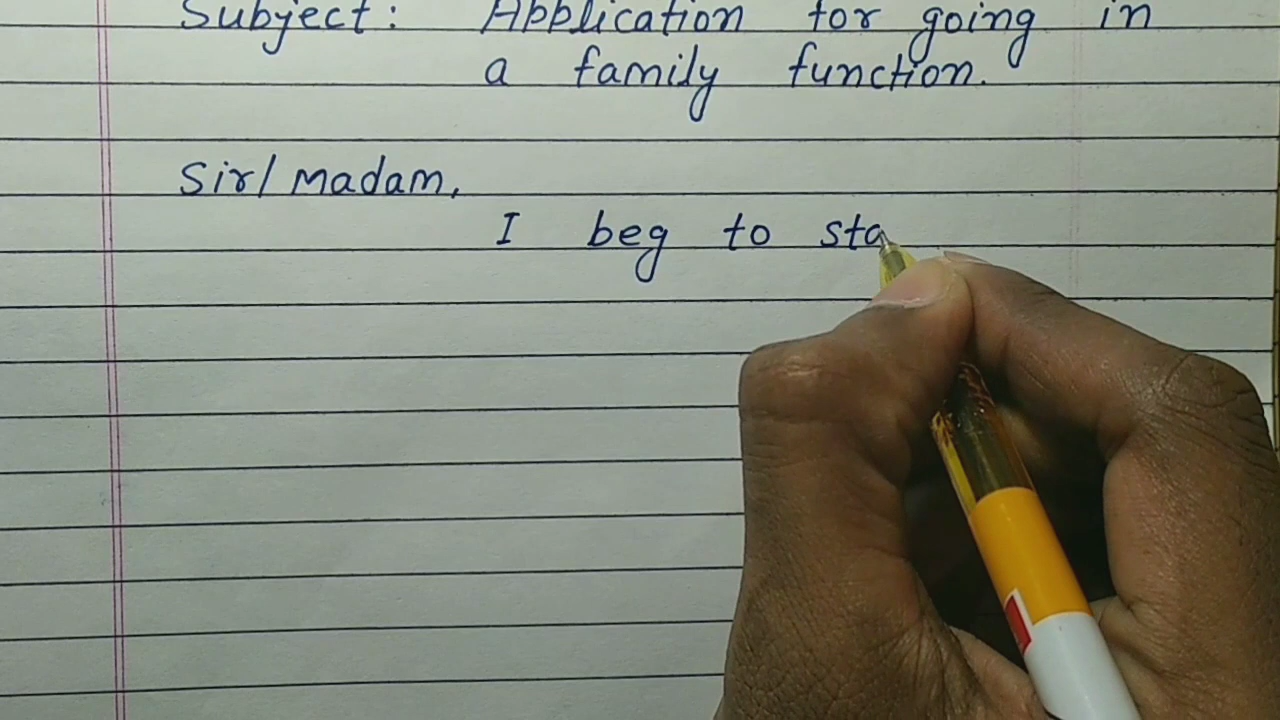 Subject: Application for going in
a family function.
Sir/Madam,
I beg to sta